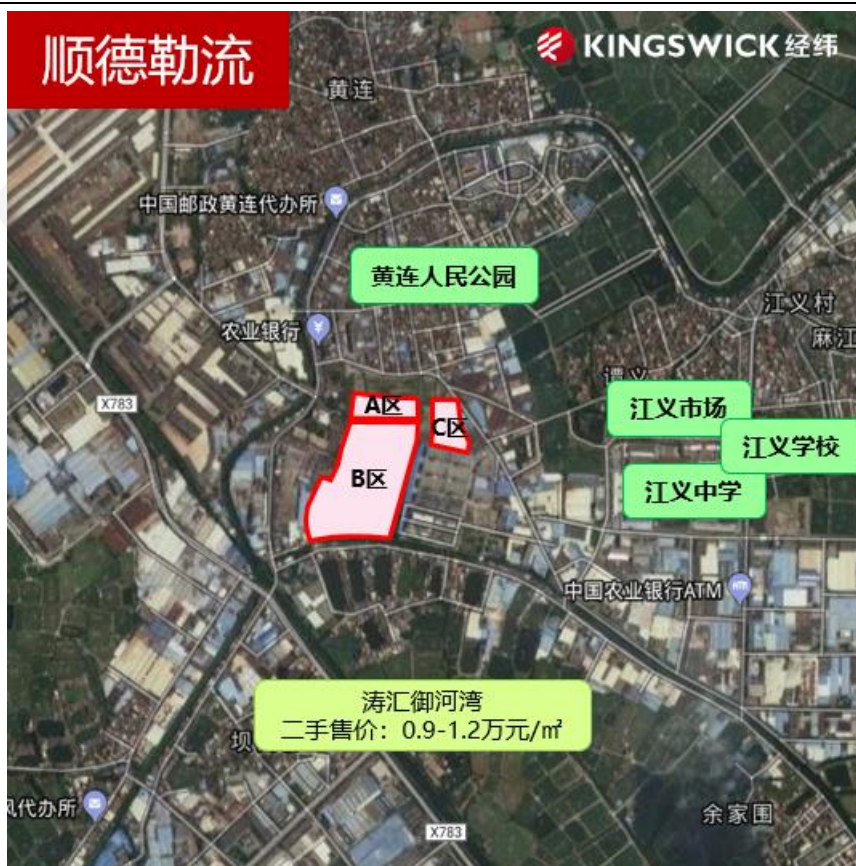 顺德勒流
KINGSWICK经纬
黄连
中国邮政黄连代办所
黄连人民公园
江义村
农业银行
麻江
X783
A区
C区
江义市场
江义学校
B区
江义中学
中国农业银行ATM
ATM
涛汇御河湾
二手售价：0.9-1.2万元/㎡
坝
风代办所
余家围
X783